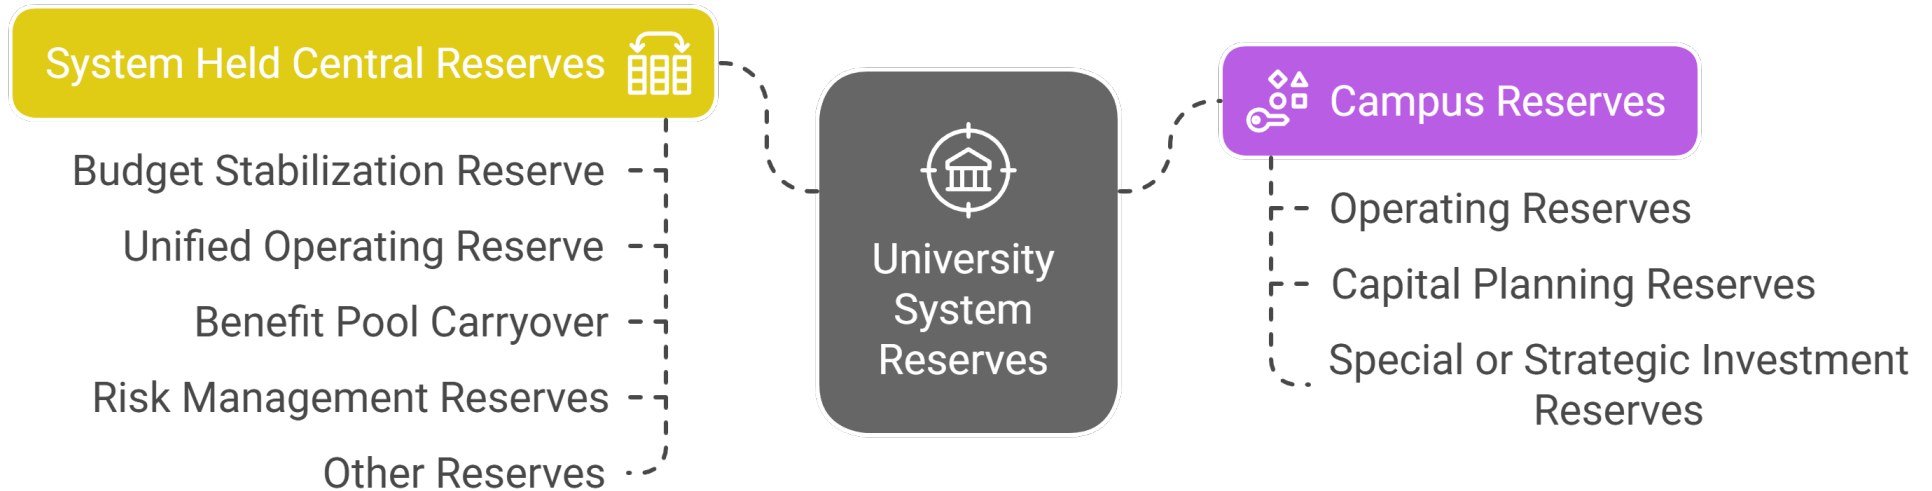 System Held Central Reserves
Budget Stabilization Reserve
Unified Operating Reserve
Benefit Pool Carryover
Risk Management Reserves
Other Reserves
University
System
Reserves
Campus Reserves
Operating Reserves
Capital Planning Reserves
Special or Strategic Investment
Reserves